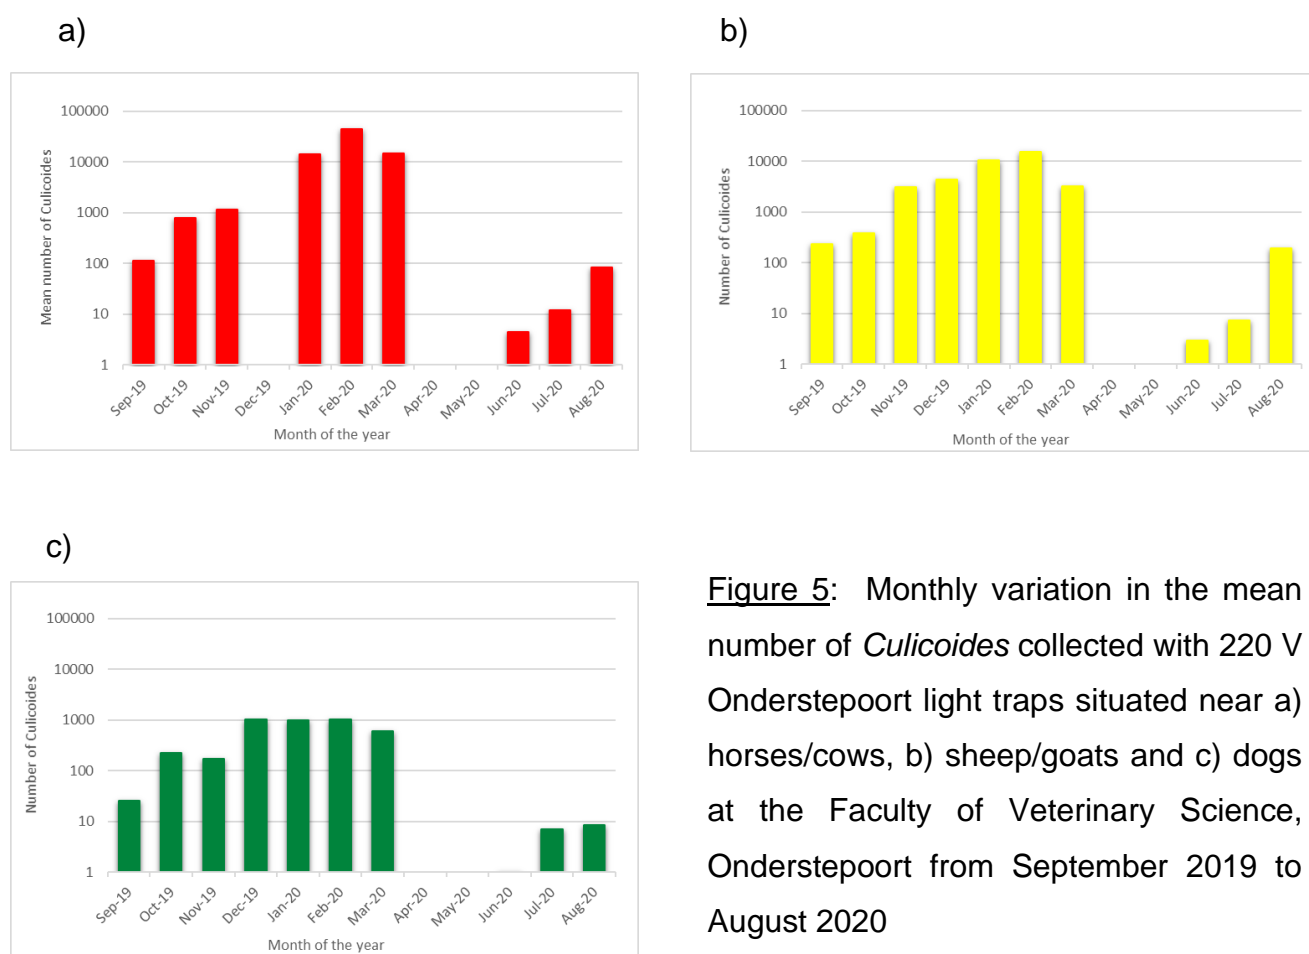 a)
Mean number of Culicoides
100000
10000
1000
100
10
1
Sep-19 Oct-19 Nov-19 Dec-19 Jan-20 Feb-20 Mar-20 Apr-20 May-20 Jun-20 Jul-20 Aug-20
Month of the year
b)
Number of Culicoides
100000
10000
1000
100
10
1
Sep-19 Oct-19 Nov-19 Dec-19 Jan-20 Feb-20 Mar-20 Apr-20 May-20 Jun-20 Jul-20 Aug-20
Month of the year
c)
Number of Culicoides
100000
10000
1000
100
10
1
Sep-19 Oct-19 Nov-19 Dec-19 Jan-20 Feb-20 Mar-20 Apr-20 May-20 Jun-20 Jul-20 Aug-20
Month of the year
Figure 5: Monthly variation in the mean
number of Culicoides collected with 220 V
Onderstepoort light traps situated near a)
horses/cows, b) sheep/goats and c) dogs
at the Faculty of Veterinary Science,
Onderstepoort from September 2019 to
August 2020